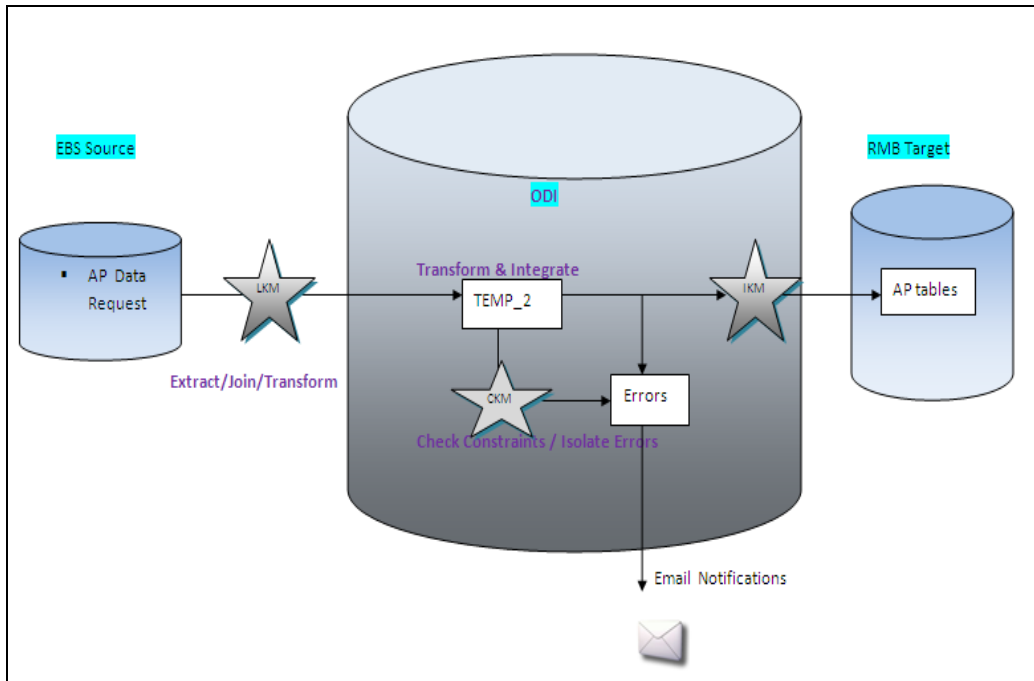 EBS Source
RMB Target
ODI
AP Data
Request
LKM
Transform & Integrate
TEMP_2
IKM
AP tables
Extract/Join/Transform
CKM
Errors
Check Constraints / Isolate Errors
Email Notifications